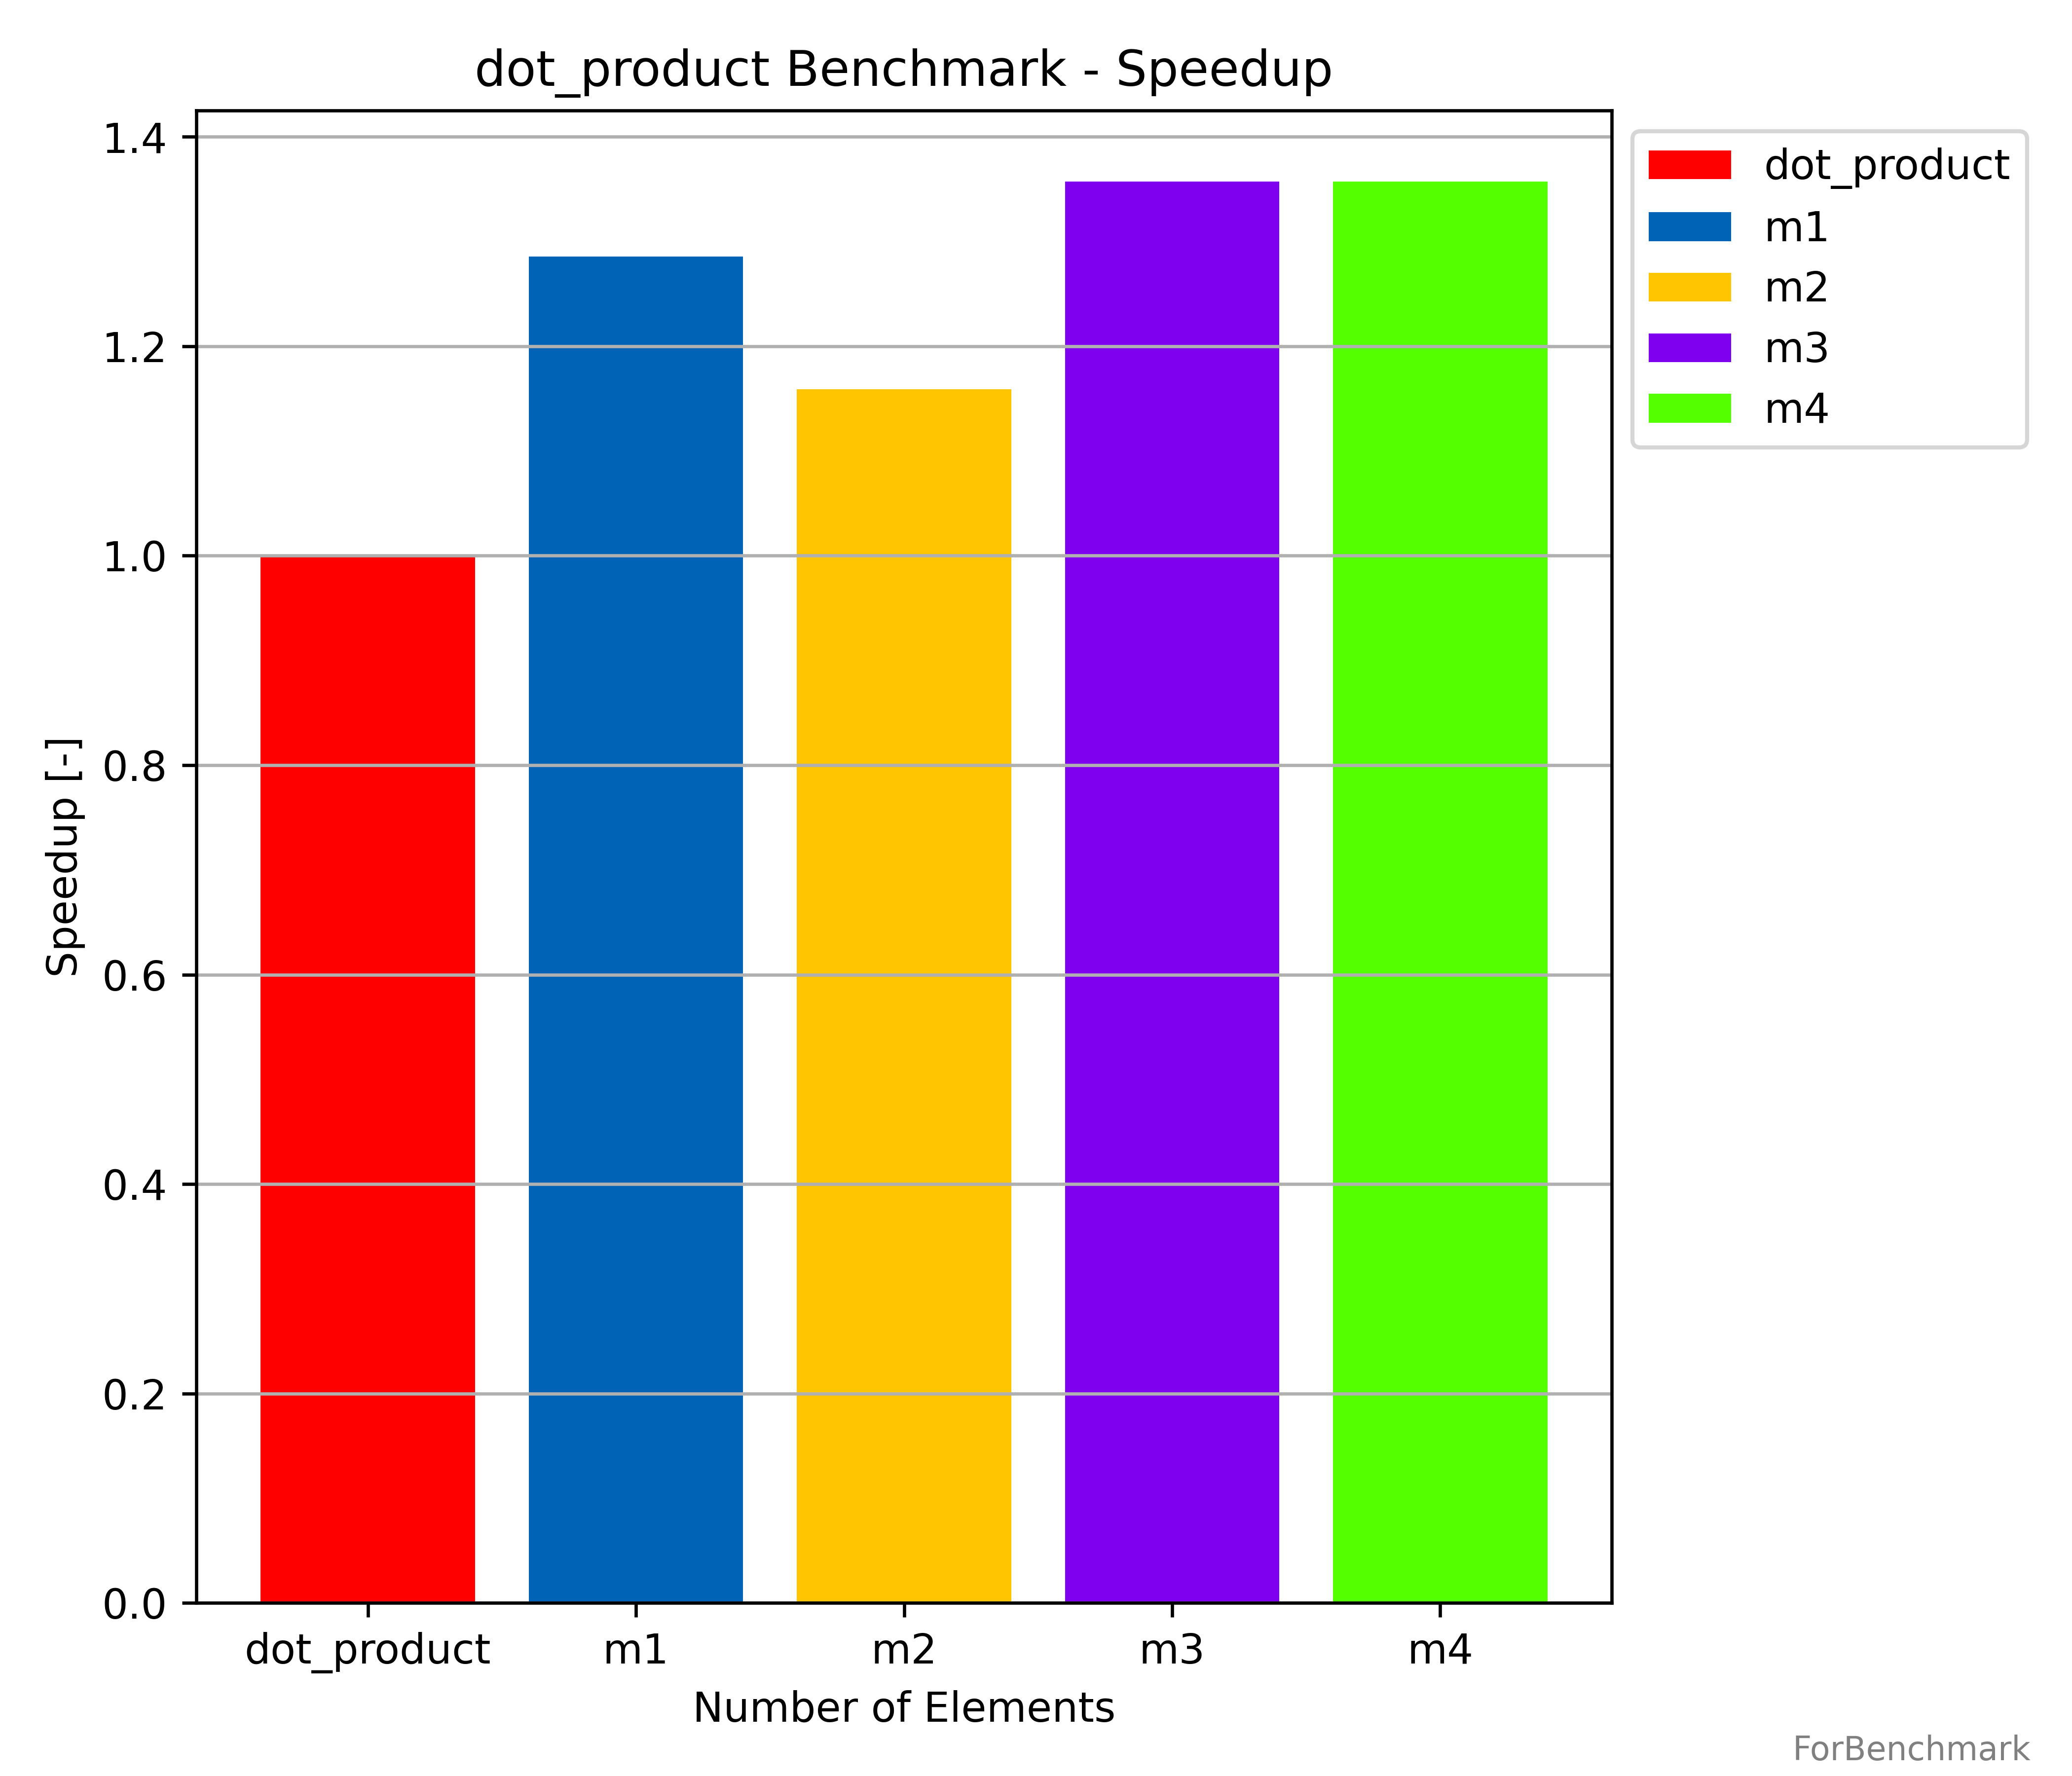 dot_product Benchmark - Speedup
1.4
1.2
1.0
0.8
0.6
0.4
0.2
0.0
Speedup [-]
dot_product
m1
m2
m3
m4
dot_product m1 m2 m3 m4
Number of Elements
ForBenchmark